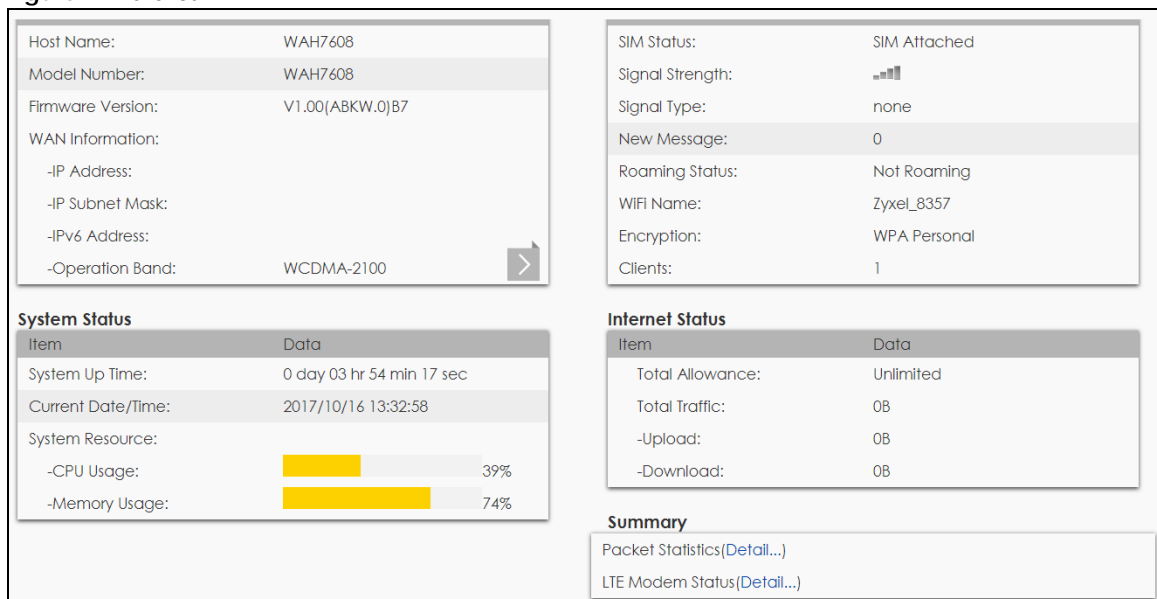 Host Name: WAH7608
Model Number: WAH7608
Firmware Version: V1.00(ABKW.0)B7
WAN Information:
-IP Address:
-IP Subnet Mask:
-IPv6 Address:
-Operation Band: WCDMA-2100
SIM Status: SIM Attached
Signal Strength:
Signal Type: none
New Message: 0
Roaming Status: Not Roaming
WiFi Name: Zyxel_8357
Encryption: WPA Personal
Clients: 1
System Status
Item Data
System Up Time: 0 day 03 hr 54 min 17 sec
Current Date/Time: 2017/10/16 13:32:58
System Resource:
-CPU Usage: 39%
-Memory Usage: 74%
Internet Status
Item Data
Total Allowance: Unlimited
Total Traffic: 0B
-Upload: 0B
-Download: 0B
Summary
Packet Statistics(Detail...)
LTE Modem Status(Detail...)